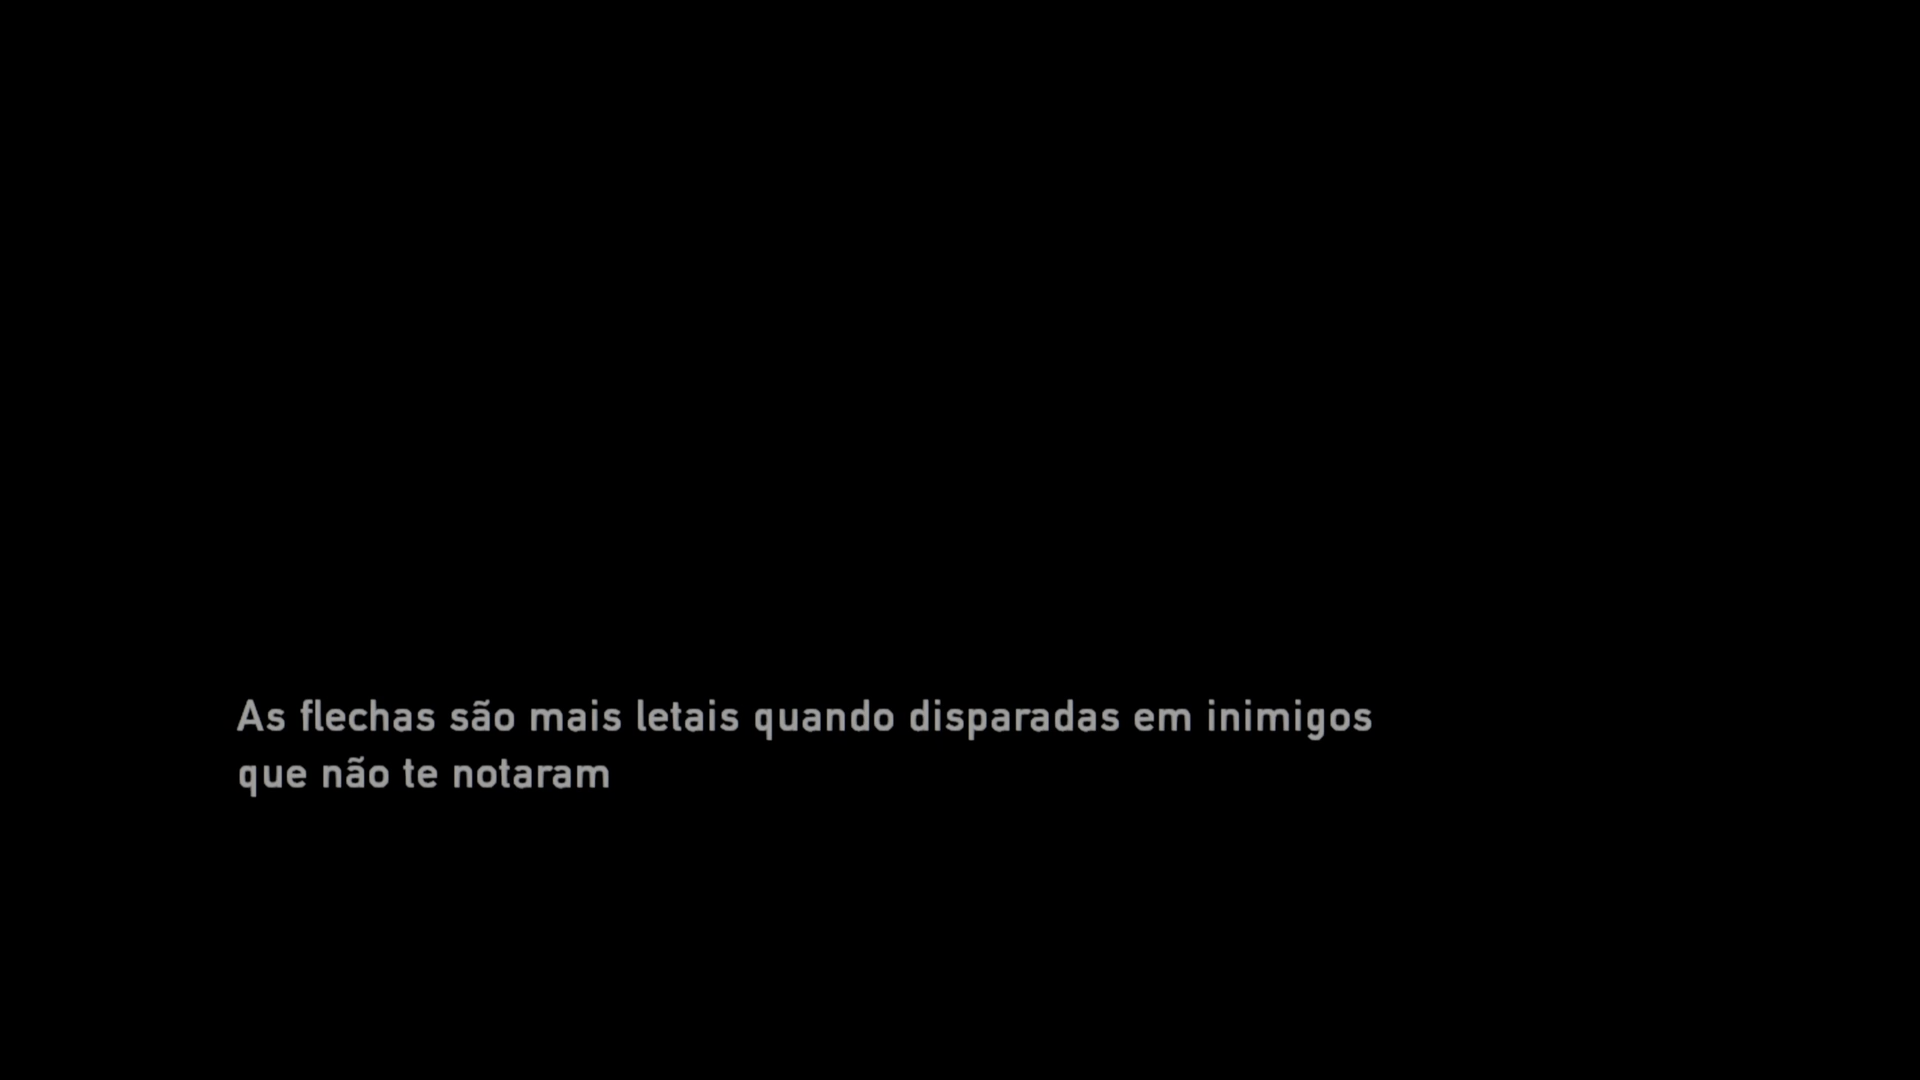 As flechas são mais letais quando disparadas em inimigos
que não te notaram